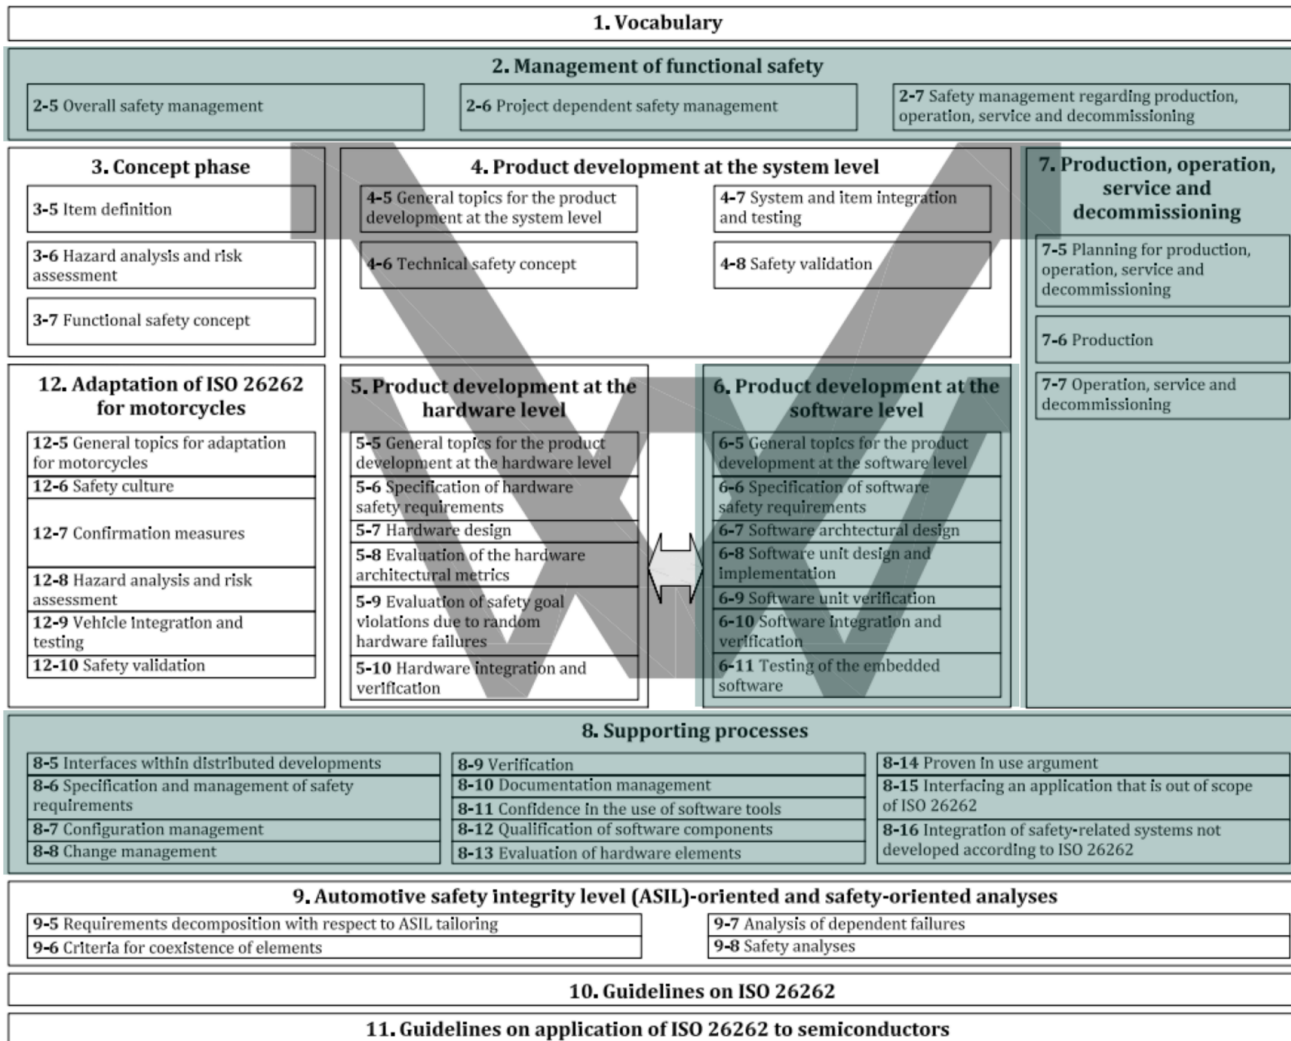 1. Vocabulary
2. Management of functional safety
2-5 Overall safety management
2-6 Project dependent safety management
2-7 Safety management regarding production,
operation, service and decommissioning
3. Concept phase
3-5 Item definition
3-6 Hazard analysis and risk
assessment
3-7 Functional safety concept
4. Product development at the system level
4-5 General topics for the product
development at the system level
4-6 Technical safety concept
4-7 System and item integration
and testing
4-8 Safety validation
7. Production, operation,
service and
decommissioning
7-5 Planning for production,
operation, service and
decommissioning
7-6 Production
7-7 Operation, service and
decommissioning
12. Adaptation of ISO 26262
for motorcycles
12-5 General topics for adaptation
for motorcycles
12-6 Safety culture
12-7 Confirmation measures
12-8 Hazard analysis and risk
assessment
12-9 Vehicle integration and
testing
12-10 Safety validation
5. Product development at the
hardware level
5-5 General topics for the product
development at the hardware level
5-6 Specification of hardware
safety requirements
5-7 Hardware design
5-8 Evaluation of the hardware
architectural metrics
5-9 Evaluation of safety goal
violations due to random
hardware failures
5-10 Hardware integration and
verification
6. Product development at the
software level
6-5 General topics for the product
development at the software level
6-6 Specification of software
safety requirements
6-7 Software archtectural design
6-8 Software unit design and
implementation
6-9 Software unit verification
6-10 Software integration and
verification
6-11 Testing of the embedded
software
8. Supporting processes
8-5 Interfaces within distributed developments
8-6 Specification and management of safety
requirements
8-7 Configuration management
8-8 Change management
8-9 Verification
8-10 Documentation management
8-11 Confidence in the use of software tools
8-12 Qualification of software components
8-13 Evaluation of hardware elements
8-14 Proven in use argument
8-15 Interfacing an application that is out of scope
of ISO 26262
8-16 Integration of safety-related systems not
developed according to ISO 26262
9. Automotive safety integrity level (ASIL)-oriented and safety-oriented analyses
9-5 Requirements decomposition with respect to ASIL tailoring
9-6 Criteria for coexistence of elements
9-7 Analysis of dependent failures
9-8 Safety analyses
10. Guidelines on ISO 26262
11. Guidelines on application of ISO 26262 to semiconductors